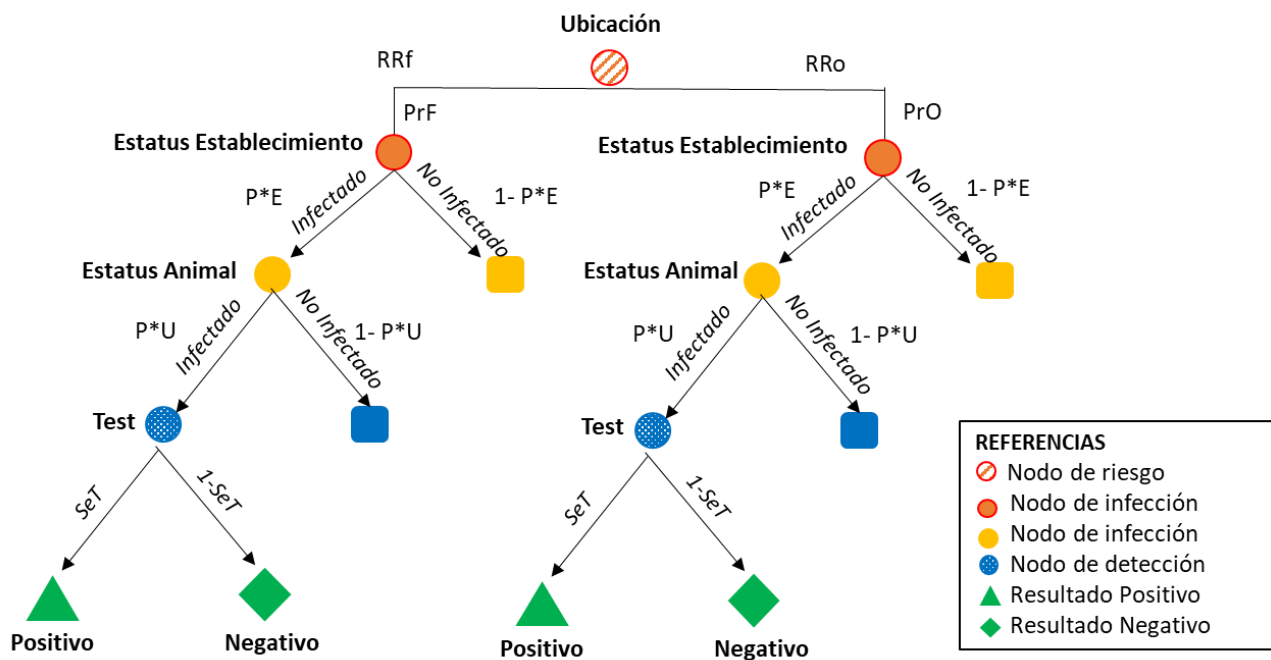 Ubicación
RRf
RRo
PrF
PrO
Estatus Establecimiento
Estatus Establecimiento
P*E
Infectado
No Infectado
1- P*E
P*E
Infectado
No Infectado
1- P*E
Estatus Animal
Estatus Animal
P*U
Infectado
No Infectado
1- P*U
P*U
Infectado
No Infectado
1- P*U
Test
Test
SeT
1-SeT
SeT
1-SeT
Positivo
Negativo
Positivo
Negativo
REFERENCIAS
Nodo de riesgo
Nodo de infección
Nodo de infección
Nodo de detección
Resultado Positivo
Resultado Negativo